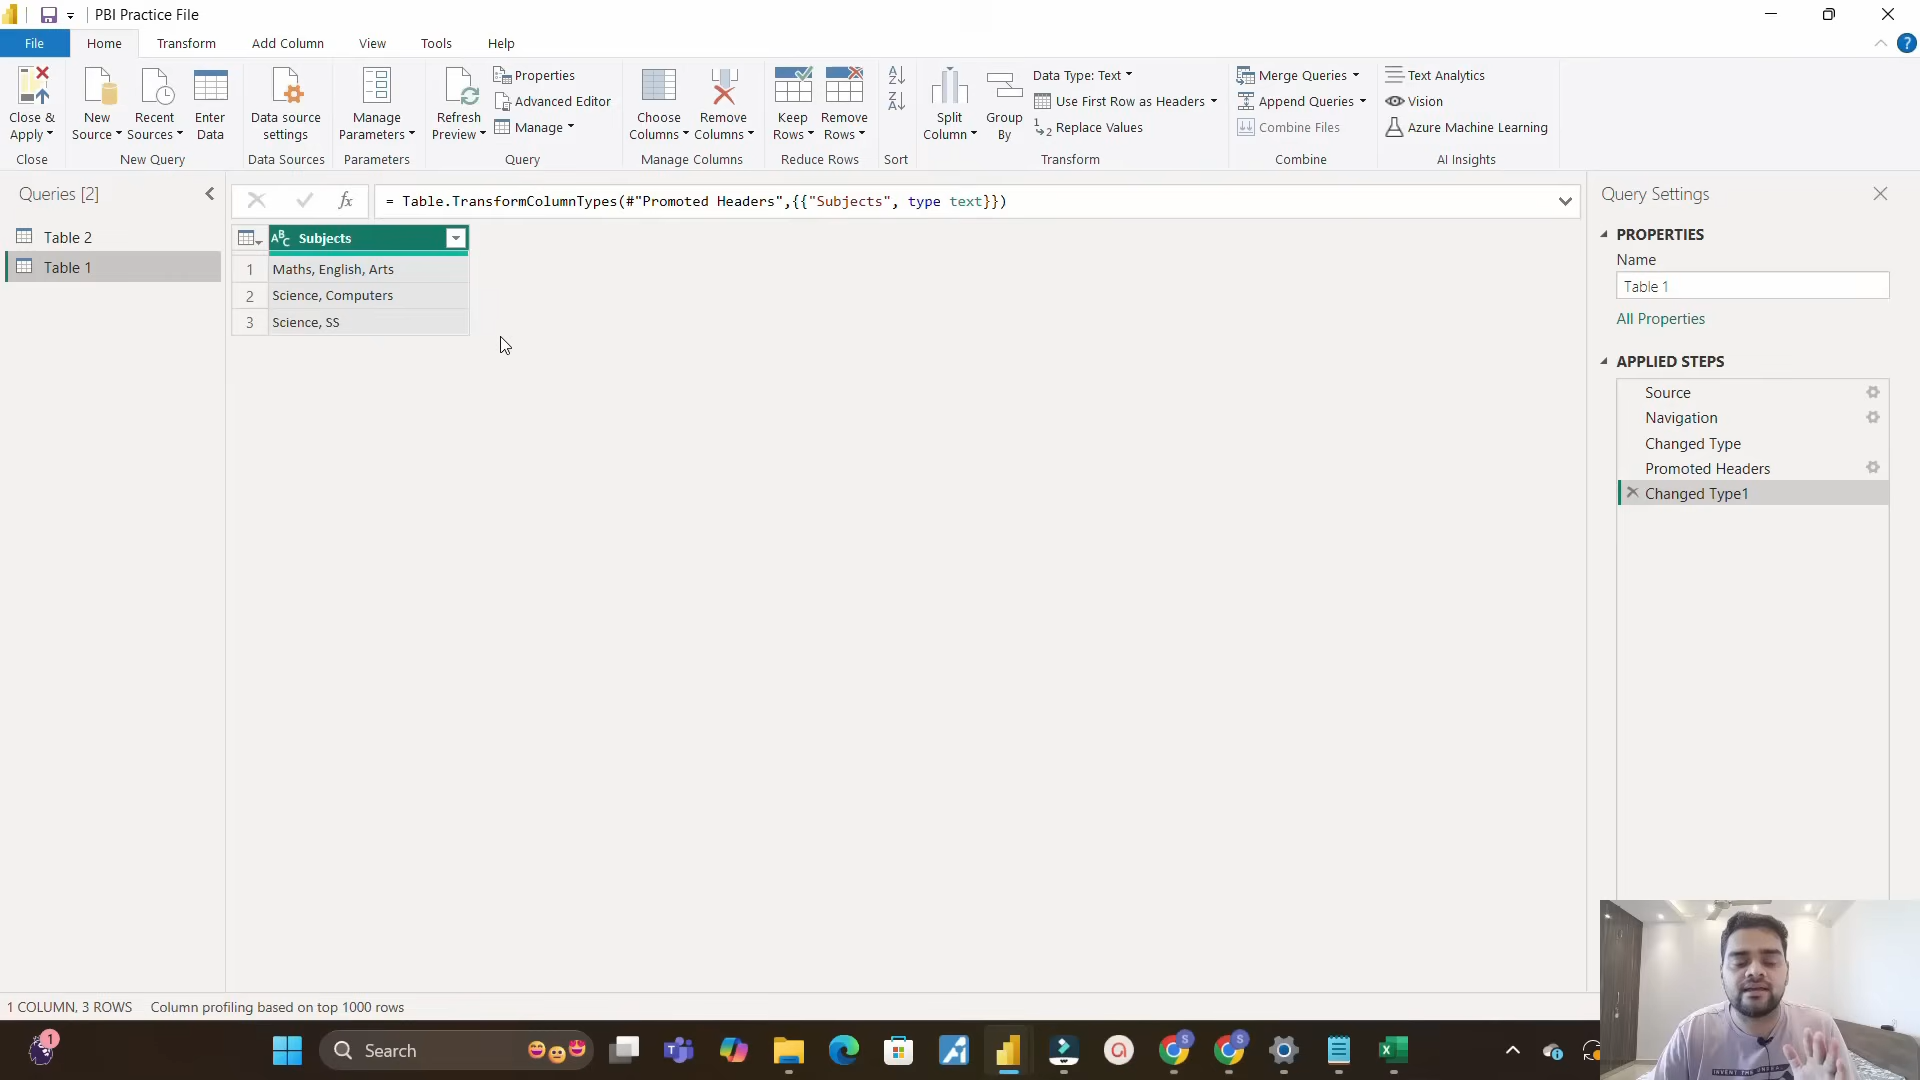 PBI Practice File
File Home Transform Add Column View Tools Help
Close & Apply
New Source
Recent Sources
Enter Data
Data source settings
Manage Parameters
Refresh Preview
Properties
Advanced Editor
Manage
Choose Columns
Remove Columns
Keep Rows
Remove Rows
Split Column
Group By
Data Type: Text
Use First Row as Headers
Replace Values
Merge Queries
Append Queries
Combine Files
Text Analytics
Vision
Azure Machine Learning
Close New Query Data Sources Parameters Query Manage Columns Reduce Rows Sort Transform Combine AI Insights
Queries [2]
Table 2
Table 1
fx
= Table.TransformColumnTypes(#"Promoted Headers",{{"Subjects", type text}})
ABC Subjects
1 Maths, English, Arts
2 Science, Computers
3 Science, SS
Query Settings
PROPERTIES
Name
Table 1
All Properties
APPLIED STEPS
Source
Navigation
Changed Type
Promoted Headers
Changed Type1
1 COLUMN, 3 ROWS Column profiling based on top 1000 rows
1
Search